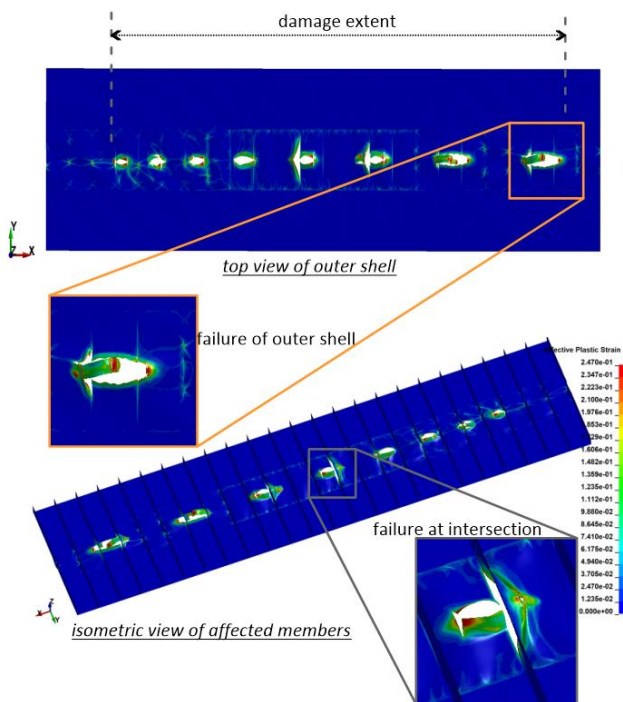 damage extent
Y
Z X
top view of outer shell
failure of outer shell
Effective Plastic Strain
2.470e-01
2.347e-01
2.223e-01
2.100e-01
1.976e-01
1.853e-01
1.729e-01
1.606e-01
1.482e-01
1.359e-01
1.235e-01
1.112e-01
9.880e-02
8.645e-02
7.410e-02
6.175e-02
4.940e-02
3.705e-02
2.470e-02
1.235e-02
0.000e+00
failure at intersection
Z
X Y
isometric view of affected members